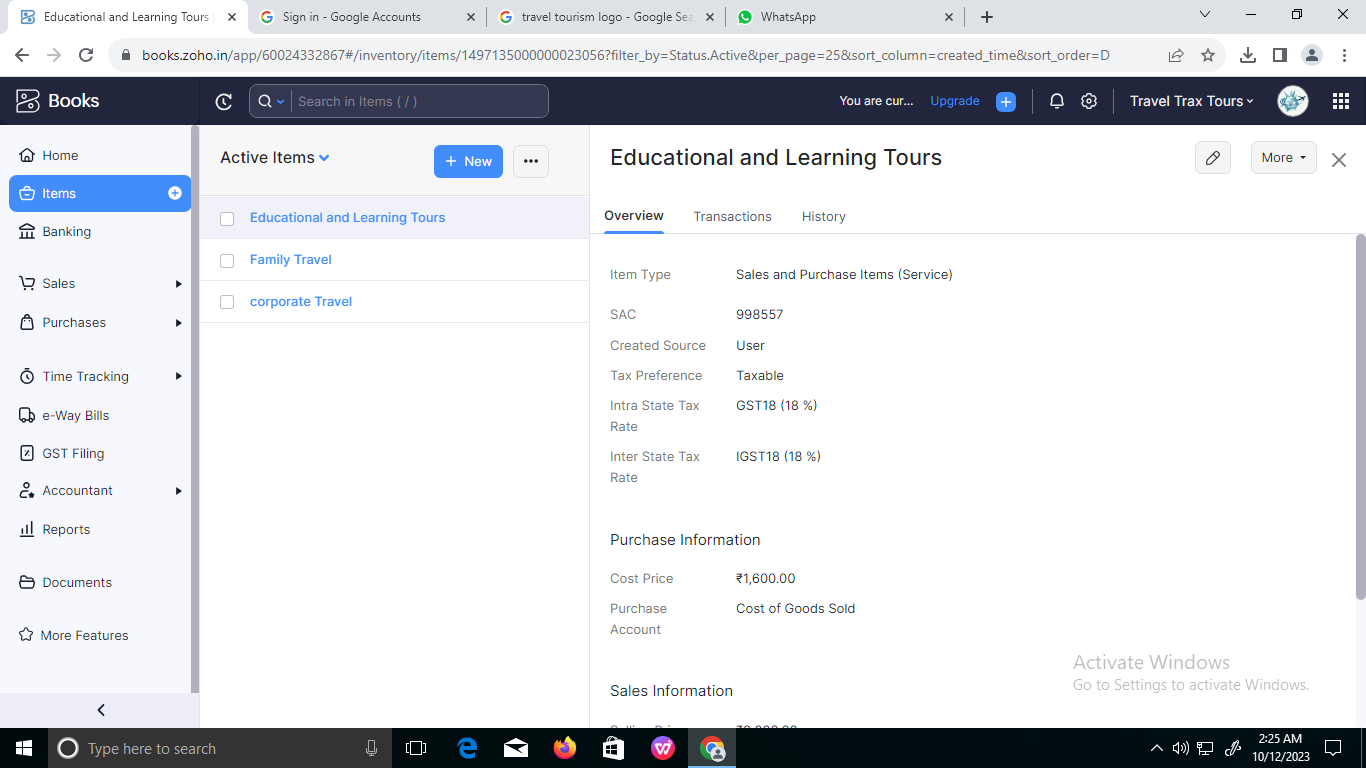 Educational and Learning Tours
Sign in - Google Accounts
travel tourism logo - Google Sea
WhatsApp
books.zoho.in/app/60024332867#/inventory/items/1497135000000023056?filter_by=Status.Active&per_page=25&sort_column=created_time&sort_order=D
Books
Search in Items ( / )
You are cur...
Upgrade
Travel Trax Tours
Home
Items
Banking
Sales
Purchases
Time Tracking
e-Way Bills
GST Filing
Accountant
Reports
Documents
More Features
Active Items
+ New
Educational and Learning Tours
Family Travel
corporate Travel
Educational and Learning Tours
More
Overview
Transactions
History
Item Type
Sales and Purchase Items (Service)
SAC
998557
Created Source
User
Tax Preference
Taxable
Intra State Tax
Rate
GST18 (18 %)
Inter State Tax
Rate
IGST18 (18 %)
Purchase Information
Cost Price
₹1,600.00
Purchase
Account
Cost of Goods Sold
Sales Information
Activate Windows
Go to Settings to activate Windows.
Type here to search
2:25 AM
10/12/2023